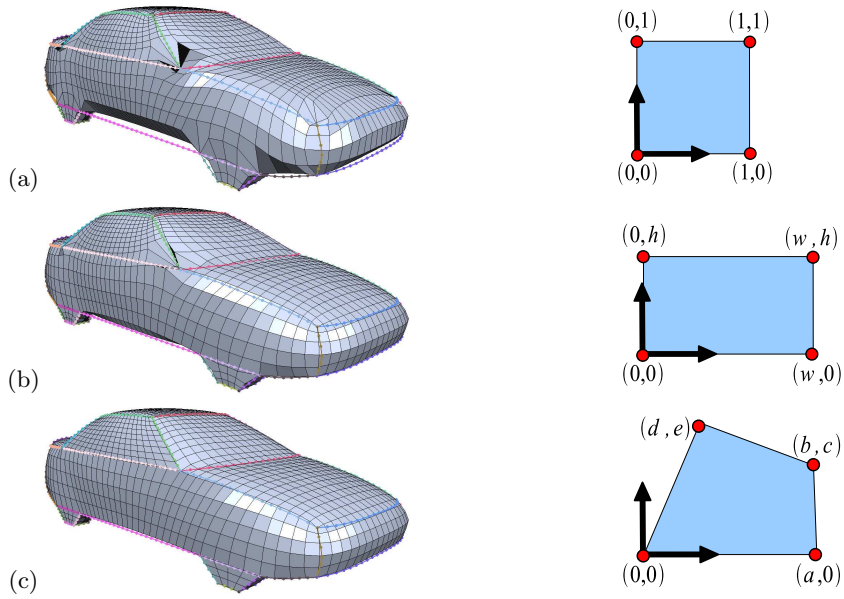 (0,1) (1,1)
(a)
(0,0) (1,0)
(0,h) (w,h)
(b)
(0,0) (w,0)
(d,e)
(b,c)
(c)
(0,0) (a,0)